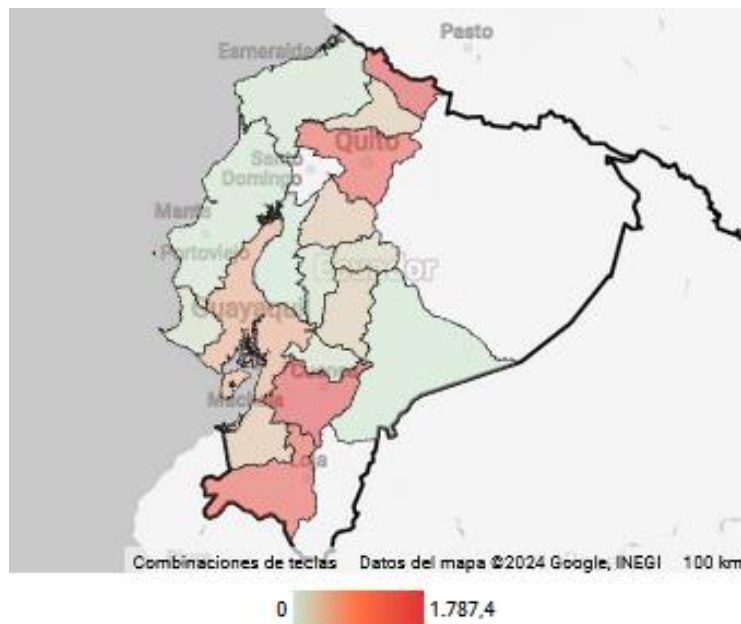 Pasto
Esmeraldas
Quito
Santo
Domingo
Manta
Portoviejo
Ecuador
Guayaquil
Cuenca
Machala
Loja
Combinaciones de teclas Datos del mapa ©2024 Google, INEGI 100 km
0 1.787,4